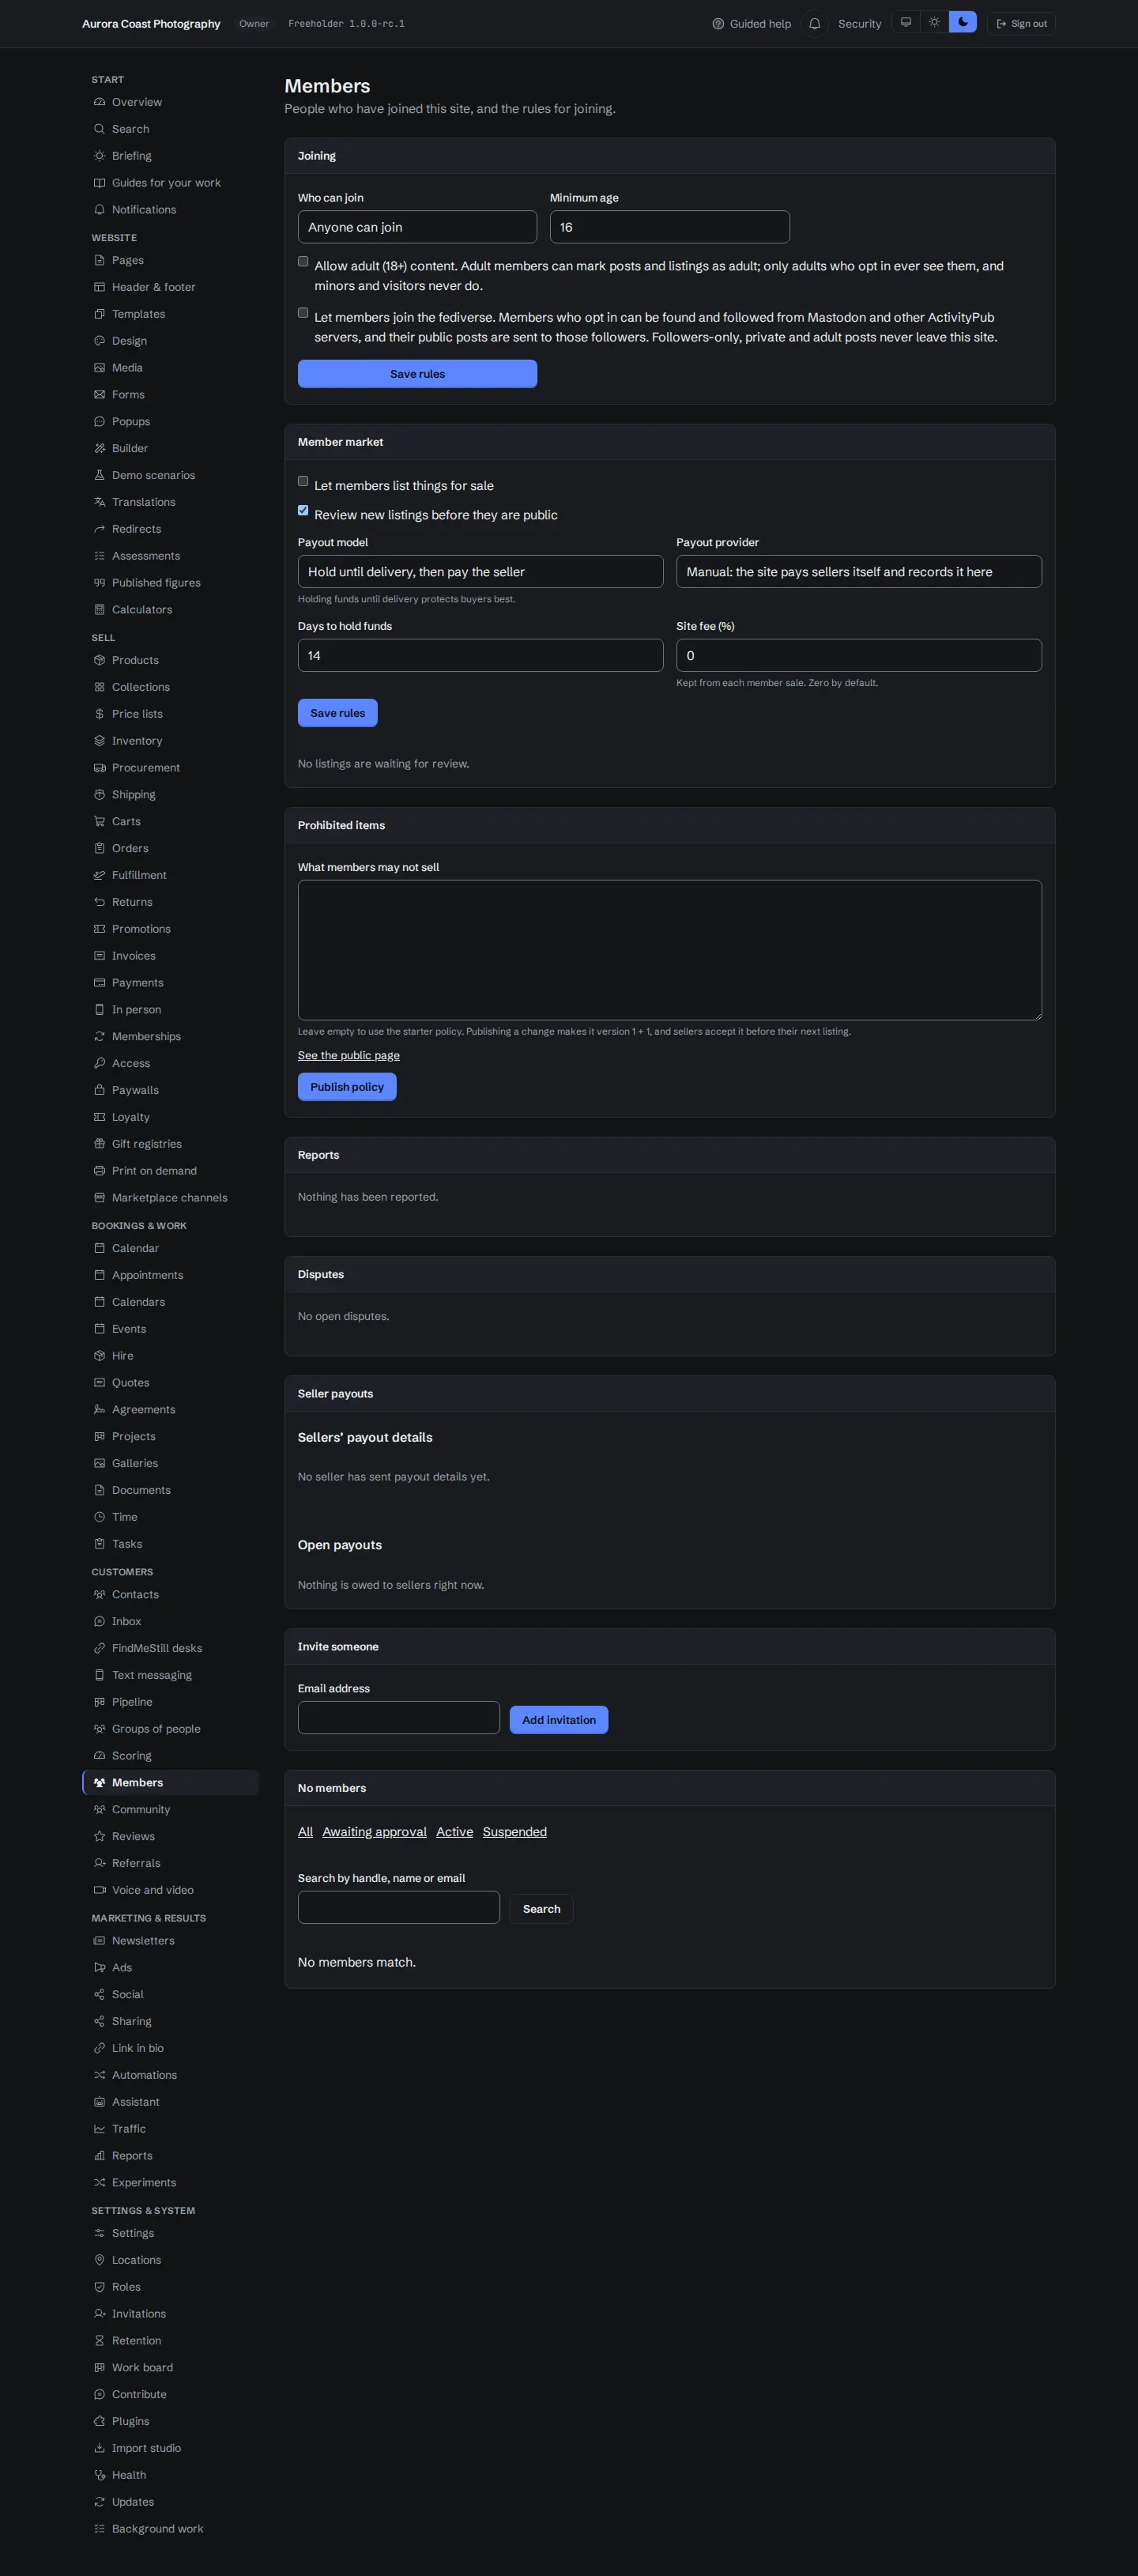 Aurora Coast Photography
Owner
Freeholder 1.0.0-rc.1
Guided help
Security
Sign out
START
Overview
Search
Briefing
Guides for your work
Notifications
WEBSITE
Pages
Header & footer
Templates
Design
Media
Forms
Popups
Builder
Demo scenarios
Translations
Redirects
Assessments
Published figures
Calculators
SELL
Products
Collections
Price lists
Inventory
Procurement
Shipping
Carts
Orders
Fulfillment
Returns
Promotions
Invoices
Payments
In person
Memberships
Access
Paywalls
Loyalty
Gift registries
Print on demand
Marketplace channels
BOOKINGS & WORK
Calendar
Appointments
Calendars
Events
Hire
Quotes
Agreements
Projects
Galleries
Documents
Time
Tasks
CUSTOMERS
Contacts
Inbox
FindMeStill desks
Text messaging
Pipeline
Groups of people
Scoring
Members
Community
Reviews
Referrals
Voice and video
MARKETING & RESULTS
Newsletters
Ads
Social
Sharing
Link in bio
Automations
Assistant
Traffic
Reports
Experiments
SETTINGS & SYSTEM
Settings
Locations
Roles
Invitations
Retention
Work board
Contribute
Plugins
Import studio
Health
Updates
Background work
Members
People who have joined this site, and the rules for joining.
Joining
Who can join
Minimum age
Anyone can join
16
Allow adult (18+) content. Adult members can mark posts and listings as adult; only adults who opt in ever see them, and
minors and visitors never do.
Let members join the fediverse. Members who opt in can be found and followed from Mastodon and other ActivityPub
servers, and their public posts are sent to those followers. Followers-only, private and adult posts never leave this site.
Save rules
Member market
Let members list things for sale
Review new listings before they are public
Payout model
Payout provider
Hold until delivery, then pay the seller
Manual: the site pays sellers itself and records it here
Holding funds until delivery protects buyers best.
Days to hold funds
Site fee (%)
14
0
Kept from each member sale. Zero by default.
Save rules
No listings are waiting for review.
Prohibited items
What members may not sell
Leave empty to use the starter policy. Publishing a change makes it version 1 + 1, and sellers accept it before their next listing.
See the public page
Publish policy
Reports
Nothing has been reported.
Disputes
No open disputes.
Seller payouts
Sellers’ payout details
No seller has sent payout details yet.
Open payouts
Nothing is owed to sellers right now.
Invite someone
Email address
Add invitation
No members
All
Awaiting approval
Active
Suspended
Search by handle, name or email
Search
No members match.